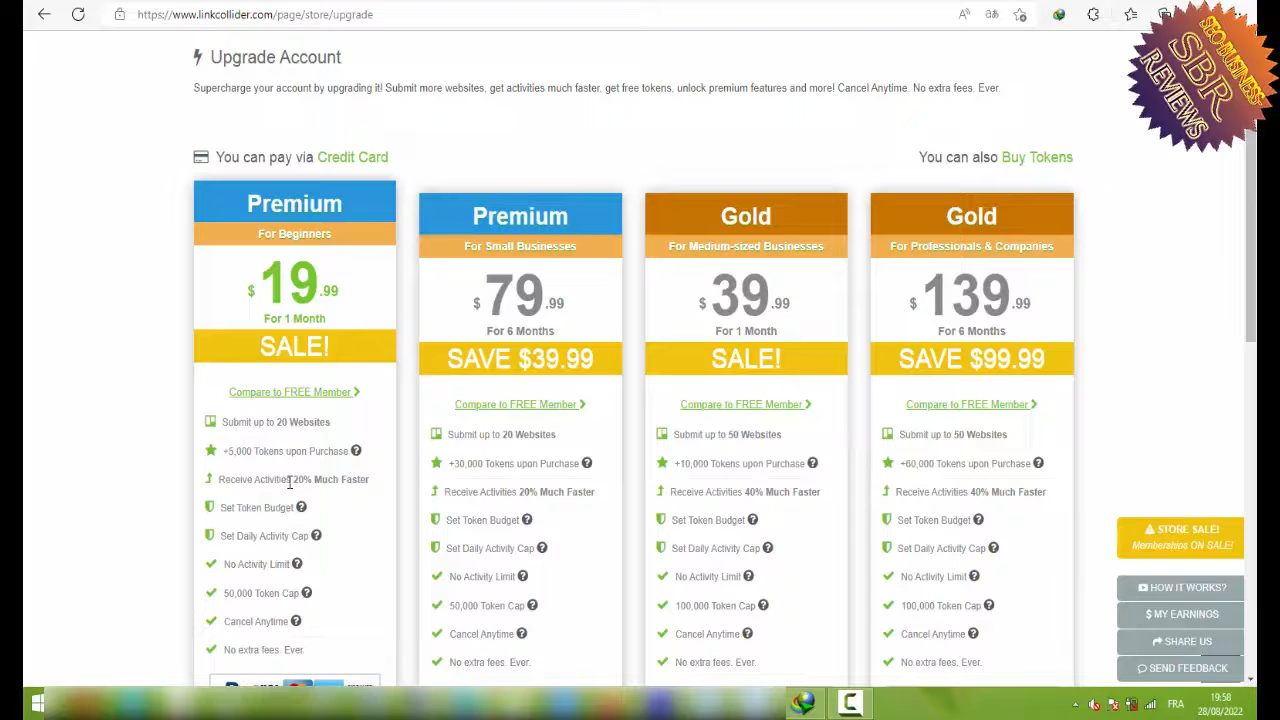 https://www.linkcollider.com/page/store/upgrade
SEO-BUSINESS-
SBR
REVIEWS
Upgrade Account
Supercharge your account by upgrading it! Submit more websites, get activities much faster, get free tokens, unlock premium features and more! Cancel Anytime. No extra fees. Ever.
You can pay via Credit Card
You can also Buy Tokens
Premium
For Beginners
$ 19 .99
For 1 Month
SALE!
Compare to FREE Member
Submit up to 20 Websites
+5,000 Tokens upon Purchase
Receive Activities 20% Much Faster
Set Token Budget
Set Daily Activity Cap
No Activity Limit
50,000 Token Cap
Cancel Anytime
No extra fees. Ever.
Premium
For Small Businesses
$ 79 .99
For 6 Months
SAVE $39.99
Compare to FREE Member
Submit up to 20 Websites
+30,000 Tokens upon Purchase
Receive Activities 20% Much Faster
Set Token Budget
Set Daily Activity Cap
No Activity Limit
50,000 Token Cap
Cancel Anytime
No extra fees. Ever.
Gold
For Medium-sized Businesses
$ 39 .99
For 1 Month
SALE!
Compare to FREE Member
Submit up to 50 Websites
+10,000 Tokens upon Purchase
Receive Activities 40% Much Faster
Set Token Budget
Set Daily Activity Cap
No Activity Limit
100,000 Token Cap
Cancel Anytime
No extra fees. Ever.
Gold
For Professionals & Companies
$ 139 .99
For 6 Months
SAVE $99.99
Compare to FREE Member
Submit up to 50 Websites
+60,000 Tokens upon Purchase
Receive Activities 40% Much Faster
Set Token Budget
Set Daily Activity Cap
No Activity Limit
100,000 Token Cap
Cancel Anytime
No extra fees. Ever.
STORE SALE!
Memberships ON SALE!
HOW IT WORKS?
$ MY EARNINGS
SHARE US
SEND FEEDBACK
FRA
19:58
28/08/2022